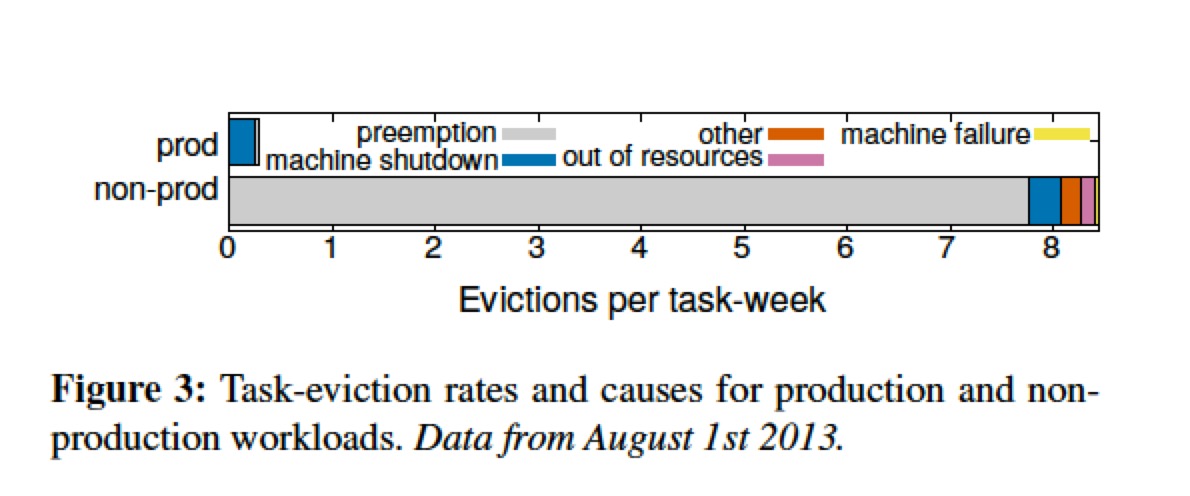 prod
preemption other machine failure
machine shutdown out of resources
non-prod
0 1 2 3 4 5 6 7 8
Evictions per task-week
Figure 3: Task-eviction rates and causes for production and non-
production workloads. Data from August 1st 2013.